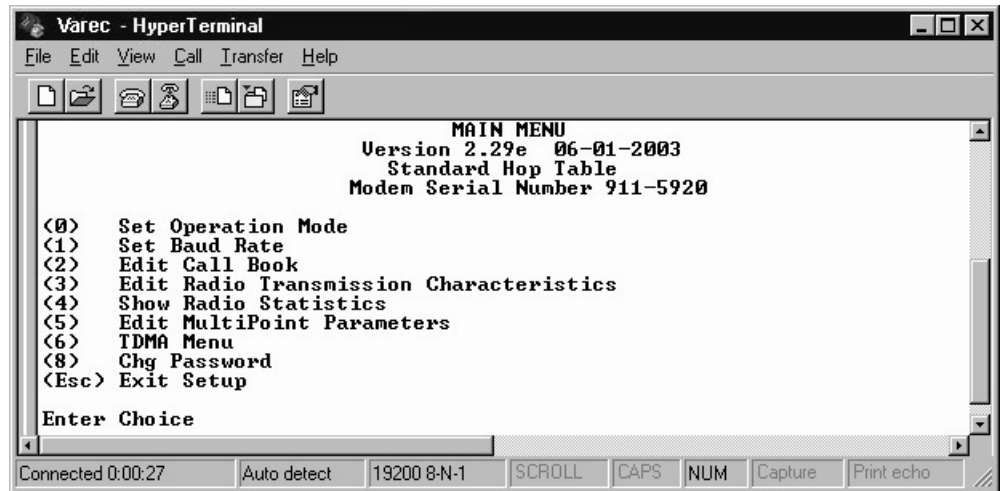 Varec - HyperTerminal
File Edit View Call Transfer Help
MAIN MENU
Version 2.29e 06-01-2003
Standard Hop Table
Modem Serial Number 911-5920
(0) Set Operation Mode
(1) Set Baud Rate
(2) Edit Call Book
(3) Edit Radio Transmission Characteristics
(4) Show Radio Statistics
(5) Edit MultiPoint Parameters
(6) TDMA Menu
(8) Chg Password
(Esc) Exit Setup
Enter Choice
Connected 0:00:27 Auto detect 19200 8-N-1 SCROLL CAPS NUM Capture Print echo